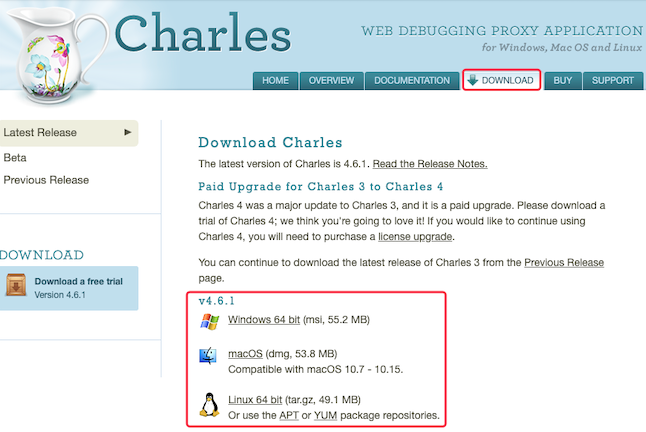 Charles
WEB DEBUGGING PROXY APPLICATION
for Windows, Mac OS and Linux
HOME
OVERVIEW
DOCUMENTATION
DOWNLOAD
BUY
SUPPORT
Latest Release
Beta
Previous Release
DOWNLOAD
Download a free trial
Version 4.6.1
Download Charles
The latest version of Charles is 4.6.1. Read the Release Notes.
Paid Upgrade for Charles 3 to Charles 4
Charles 4 was a major update to Charles 3, and it is a paid upgrade. Please download a
trial of Charles 4; we think you're going to love it! If you would like to continue using
Charles 4, you will need to purchase a license upgrade.
You can continue to download the latest release of Charles 3 from the Previous Release
page.
v4.6.1
Windows 64 bit (msi, 55.2 MB)
macOS (dmg, 53.8 MB)
Compatible with macOS 10.7 - 10.15.
Linux 64 bit (tar.gz, 49.1 MB)
Or use the APT or YUM package repositories.